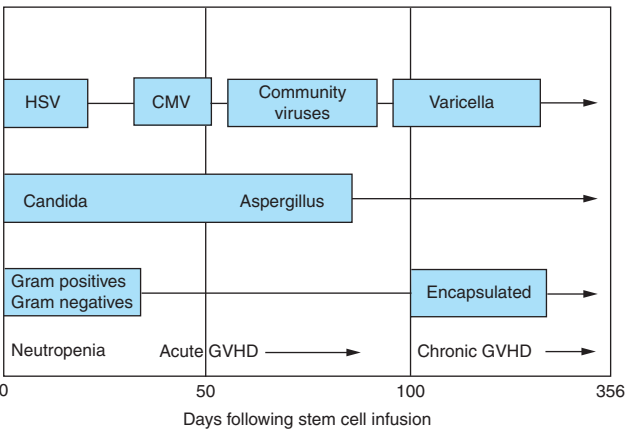 HSV
CMV
Community
viruses
Varicella
Candida
Aspergillus
Gram positives
Gram negatives
Encapsulated
Neutropenia
Acute GVHD
Chronic GVHD
0
50
100
356
Days following stem cell infusion